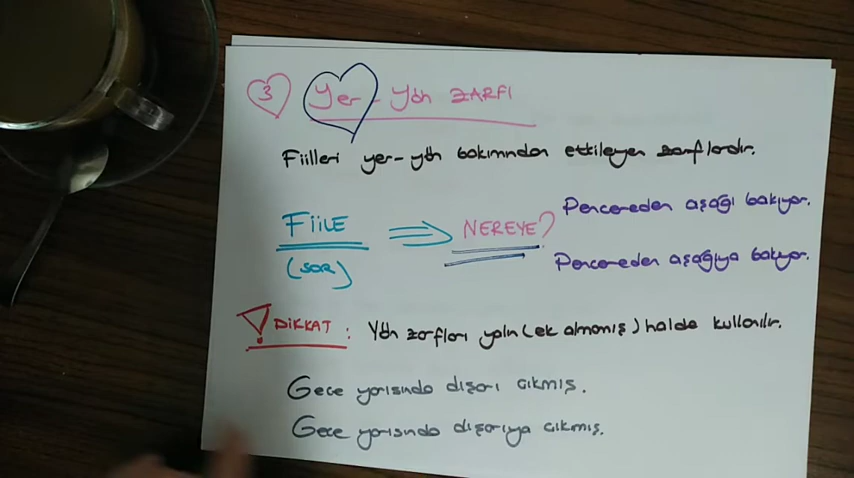 3 Yer - Yön ZARFI
Fiilleri yer-yön bakımından etkileyen zarflardır.
FİİLE ⇒ NEREYE?
(SOR)
Pencereden aşağı bakıyor.
Pencereden aşağıya bakıyor.
! DİKKAT : Yön zarfları yalın (ek almamış) halde kullanılır.
Gece yarısında dışarı çıkmış.
Gece yarısında dışarıya çıkmış.